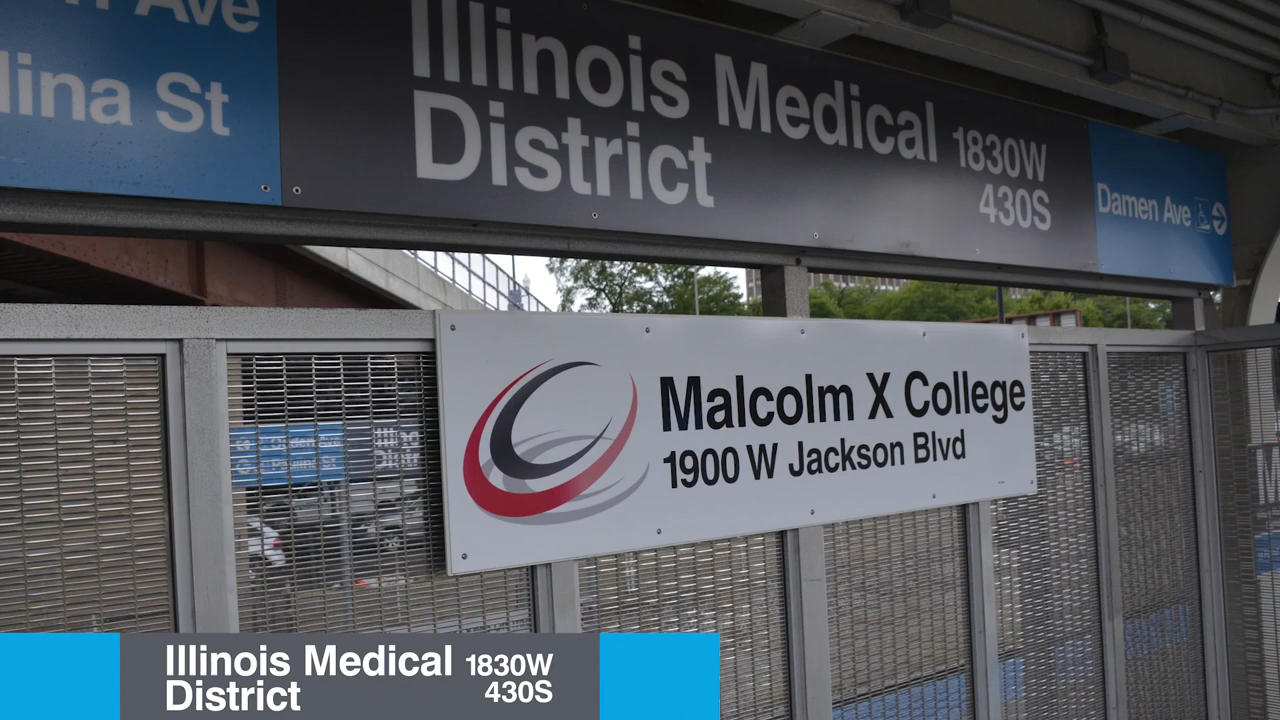 Ave
lina St
Illinois Medical
District
1830W
430S
Damen Ave
Malcolm X College
1900 W Jackson Blvd
Illinois Medical
District
1830W
430S